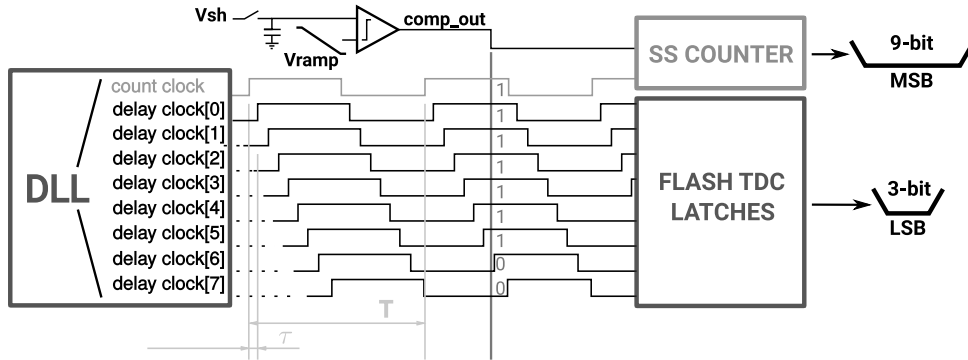 Vsh
comp_out
Vramp
SS COUNTER
9-bit
MSB
count clock
delay clock[0]
delay clock[1]
delay clock[2]
delay clock[3]
delay clock[4]
delay clock[5]
delay clock[6]
delay clock[7]
DLL
1
1
1
1
1
1
1
0
0
FLASH TDC
LATCHES
3-bit
LSB
T
τ